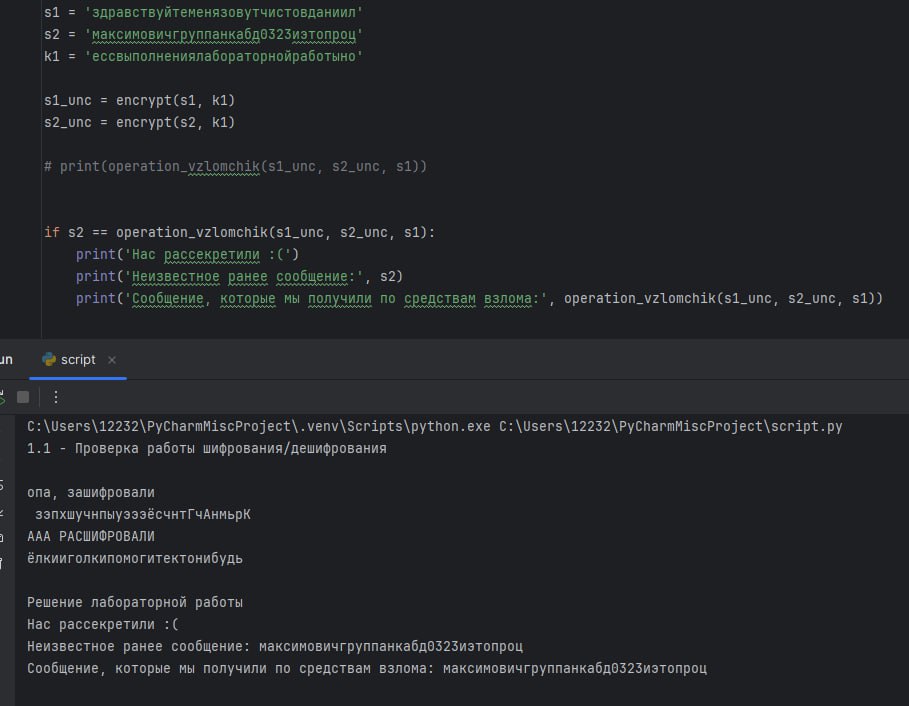 s1 = 'здравствуйтеменязовутчистовданиил'
s2 = 'максимовичгруппанкабд0323иэтопроц'
k1 = 'ессвыполнениялабораторнойработыно'
s1_unc = encrypt(s1, k1)
s2_unc = encrypt(s2, k1)
# print(operation_vzlomchik(s1_unc, s2_unc, s1))
if s2 == operation_vzlomchik(s1_unc, s2_unc, s1):
print('Нас рассекретили :(')
print('Неизвестное ранее сообщение:', s2)
print('Сообщение, которые мы получили по средствам взлома:', operation_vzlomchik(s1_unc, s2_unc, s1))
un
script
C:\Users\12232\PyCharmMiscProject\.venv\Scripts\python.exe C:\Users\12232\PyCharmMiscProject\script.py
1.1 - Проверка работы шифрования/дешифрования
опа, зашифровали
зэпхшучнпыуэээёсчнтГчАнмьрК
ААА РАСШИФРОВАЛИ
ёлкииголкипомогитектонибудь
Решение лабораторной работы
Нас рассекретили :(
Неизвестное ранее сообщение: максимовичгруппанкабд0323иэтопроц
Сообщение, которые мы получили по средствам взлома: максимовичгруппанкабд0323иэтопроц